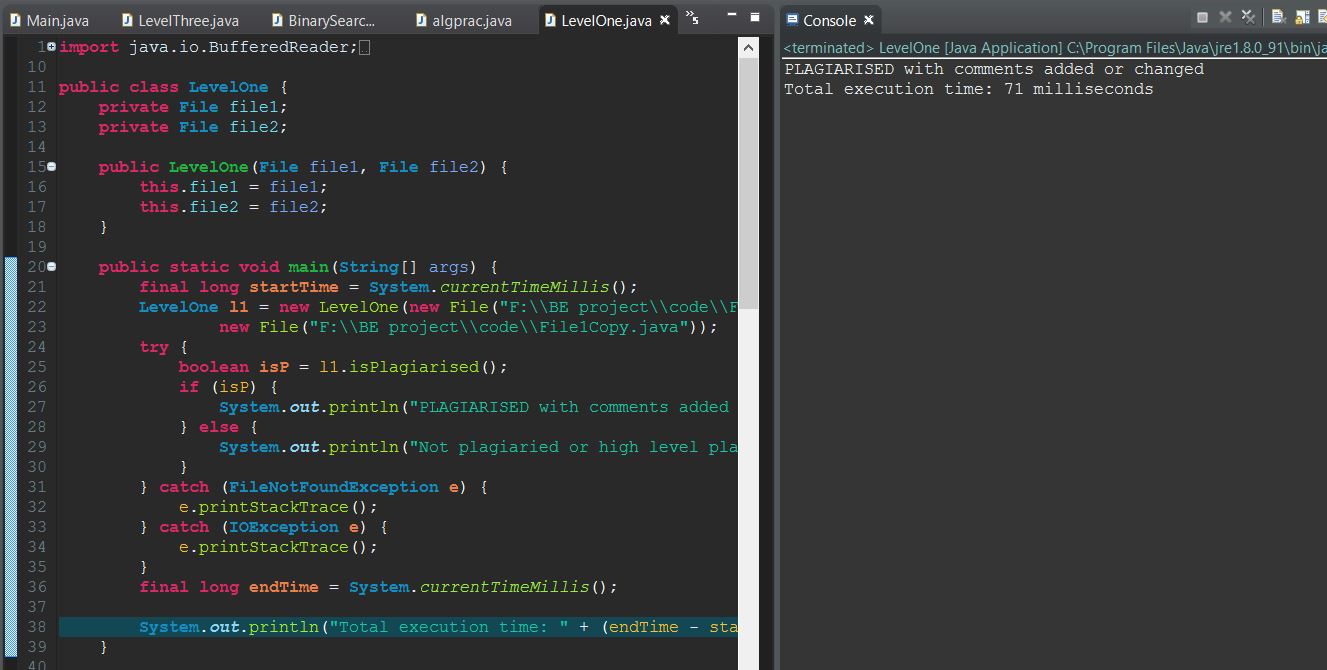 Main.java LevelThree.java BinarySearc... algprac.java LevelOne.java »5
1 import java.io.BufferedReader;
10
11 public class LevelOne {
12 private File file1;
13 private File file2;
14
15 public LevelOne(File file1, File file2) {
16 this.file1 = file1;
17 this.file2 = file2;
18 }
19
20 public static void main(String[] args) {
21 final long startTime = System.currentTimeMillis();
22 LevelOne l1 = new LevelOne(new File("F:\\BE project\\code\\F
23 new File("F:\\BE project\\code\\File1Copy.java"));
24 try {
25 boolean isP = l1.isPlagiarised();
26 if (isP) {
27 System.out.println("PLAGIARISED with comments added
28 } else {
29 System.out.println("Not plagiaried or high level pla
30 }
31 } catch (FileNotFoundException e) {
32 e.printStackTrace();
33 } catch (IOException e) {
34 e.printStackTrace();
35 }
36 final long endTime = System.currentTimeMillis();
37
38 System.out.println("Total execution time: " + (endTime - sta
39 }
40
Console
<terminated> LevelOne [Java Application] C:\Program Files\Java\jre1.8.0_91\bin\ja
PLAGIARISED with comments added or changed
Total execution time: 71 milliseconds